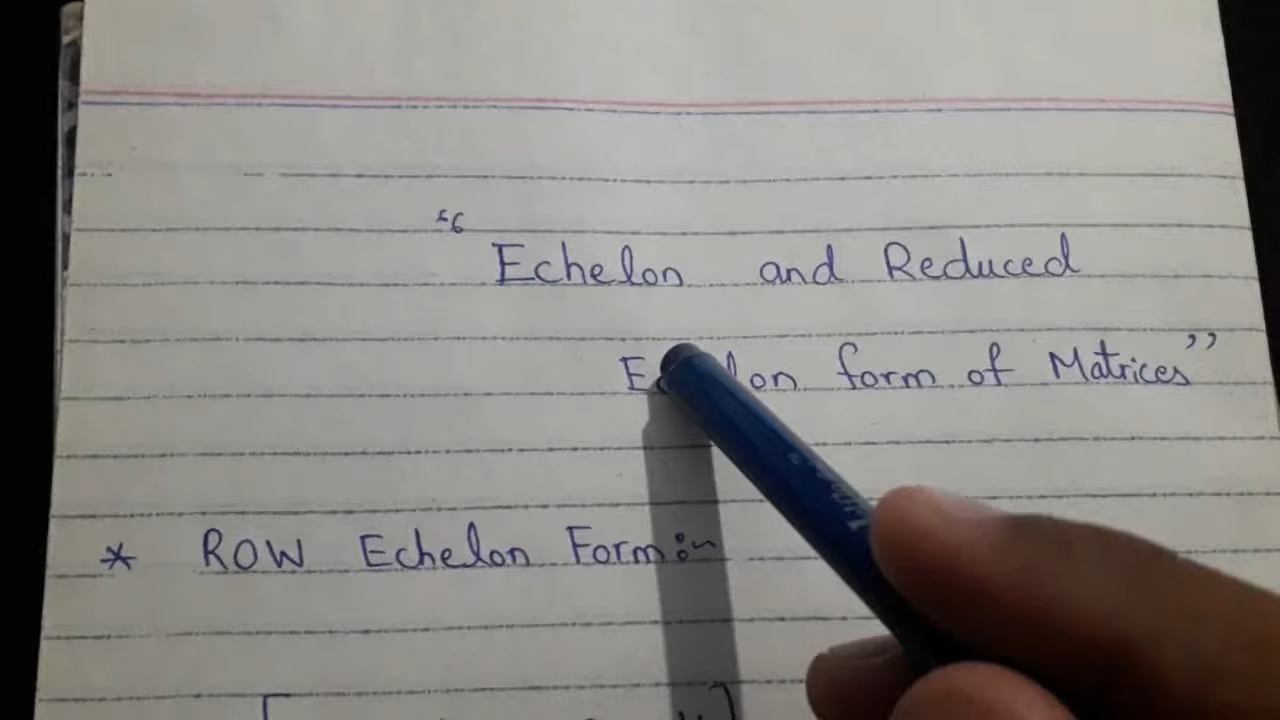 “ Echelon and Reduced
form of Matrices”
* ROW Echelon Form:~